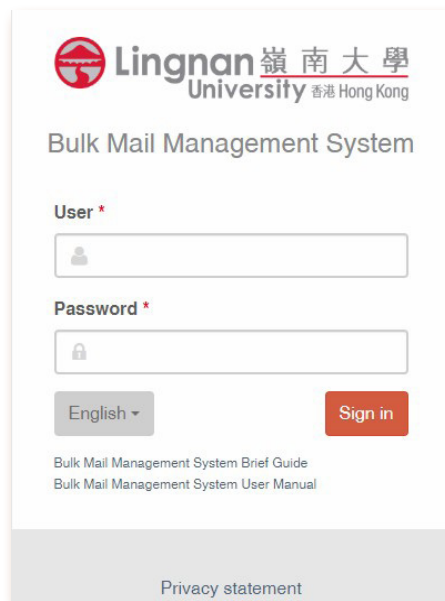 Lingnan 嶺南大學
University 香港 Hong Kong
Bulk Mail Management System
User *
Password *
English
Sign in
Bulk Mail Management System Brief Guide
Bulk Mail Management System User Manual
Privacy statement